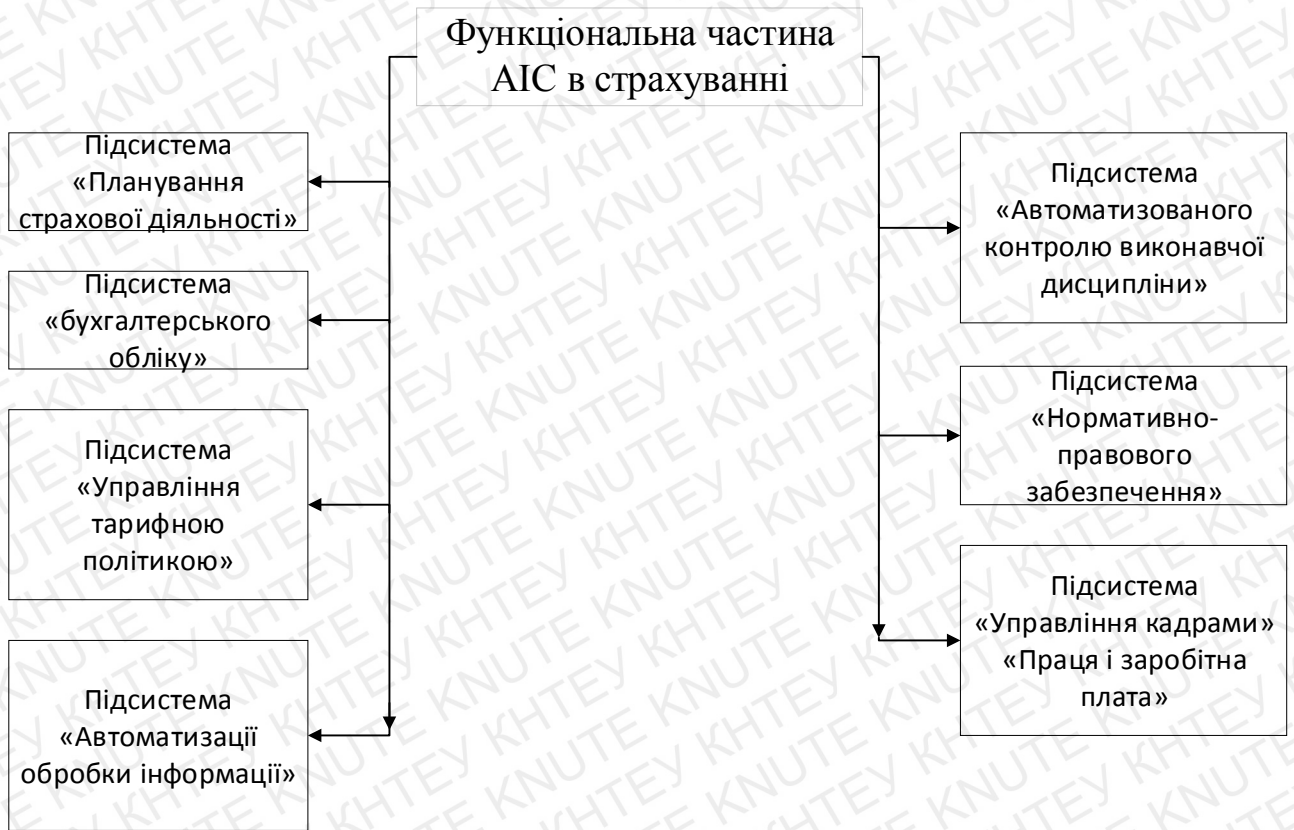 Функціональна частина
АІС в страхуванні
Підсистема
«Планування
страхової діяльності»
Підсистема
«бухгалтерського
обліку»
Підсистема
«Управління
тарифною
політикою»
Підсистема
«Автоматизації
обробки інформації»
Підсистема
«Автоматизованого
контролю виконавчої
дисципліни»
Підсистема
«Нормативно-
правового
забезпечення»
Підсистема
«Управління кадрами»
«Праця і заробітна
плата»